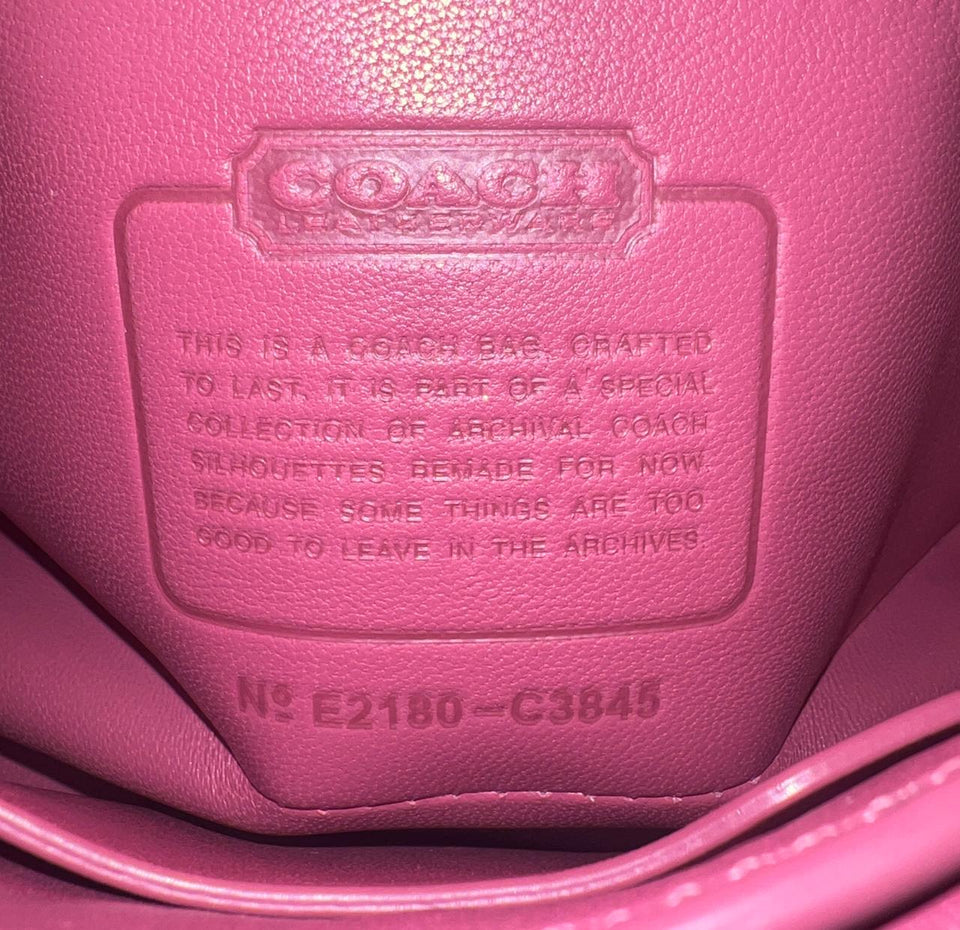 COACH
LEATHERWARE
THIS IS A COACH BAG, CRAFTED
TO LAST. IT IS PART OF A SPECIAL
COLLECTION OF ARCHIVAL COACH
SILHOUETTES REMADE FOR NOW.
BECAUSE SOME THINGS ARE TOO
GOOD TO LEAVE IN THE ARCHIVES.
Nº E2180-C3845